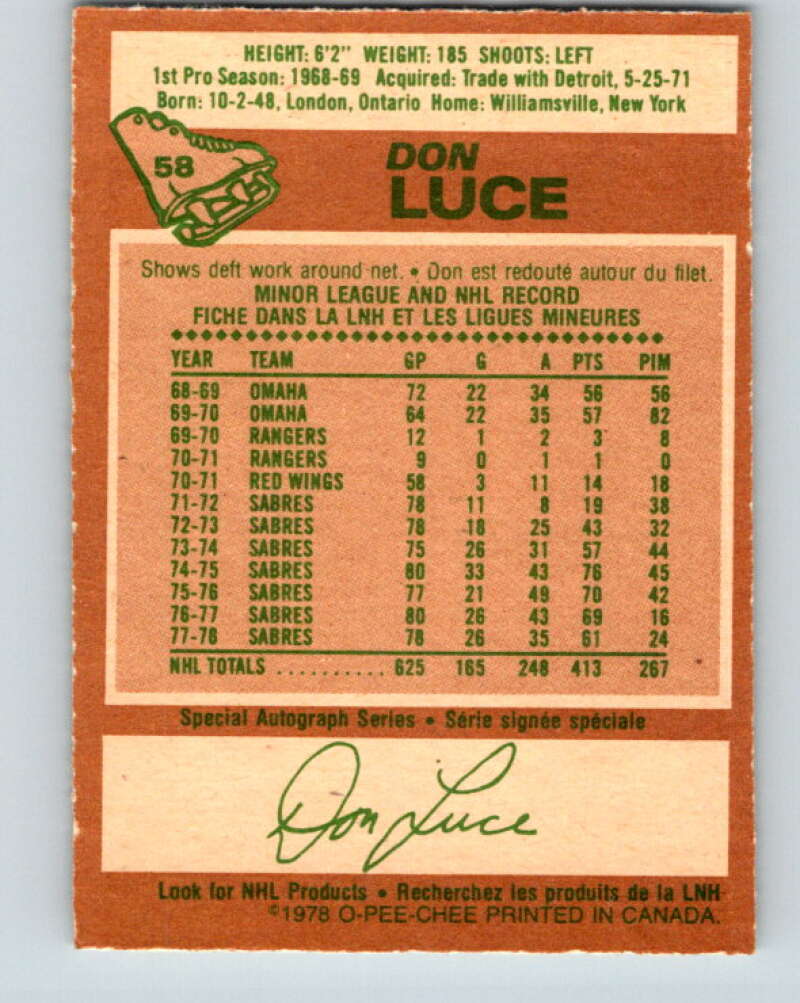 HEIGHT: 6'2" WEIGHT: 185 SHOOTS: LEFT
1st Pro Season: 1968-69 Acquired: Trade with Detroit, 5-25-71
Born: 10-2-48, London, Ontario Home: Williamsville, New York
58
DON
LUCE
Shows deft work around net. • Don est redouté autour du filet.
MINOR LEAGUE AND NHL RECORD
FICHE DANS LA LNH ET LES LIGUES MINEURES
YEAR TEAM GP G A PTS PIM
68-69 OMAHA 72 22 34 56 56
69-70 OMAHA 64 22 35 57 82
69-70 RANGERS 12 1 2 3 8
70-71 RANGERS 9 0 1 1 0
70-71 RED WINGS 58 3 11 14 18
71-72 SABRES 78 11 8 19 38
72-73 SABRES 78 18 25 43 32
73-74 SABRES 75 26 31 57 44
74-75 SABRES 80 33 43 76 45
75-76 SABRES 77 21 49 70 42
76-77 SABRES 80 26 43 69 16
77-78 SABRES 78 26 35 61 24
NHL TOTALS .......... 625 165 248 413 267
Special Autograph Series • Série signée spéciale
Don Luce
Look for NHL Products • Recherchez les produits de la LNH
©1978 O-PEE-CHEE PRINTED IN CANADA.